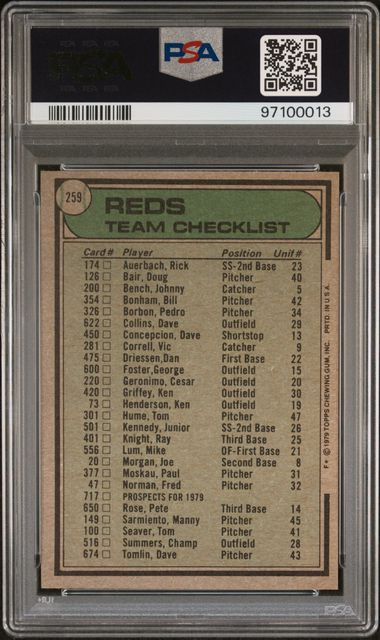 PSA
PSA
97100013
259
REDS
TEAM CHECKLIST
Card # Player Position Unif #
174 Auerbach, Rick SS-2nd Base 23
126 Bair, Doug Pitcher 40
200 Bench, Johnny Catcher 5
354 Bonham, Bill Pitcher 42
326 Borbon, Pedro Pitcher 34
622 Collins, Dave Outfield 29
450 Concepcion, Dave Shortstop 13
281 Correll, Vic Catcher 9
475 Driessen,Dan First Base 22
600 Foster,George Outfield 15
220 Geronimo, Cesar Outfield 20
420 Griffey, Ken Outfield 30
73 Henderson, Ken Outfield 19
301 Hume, Tom Pitcher 47
501 Kennedy, Junior SS-2nd Base 26
401 Knight, Ray Third Base 25
556 Lum, Mike OF-First Base 21
20 Morgan, Joe Second Base 8
377 Moskau, Paul Pitcher 31
47 Norman, Fred Pitcher 32
717 PROSPECTS FOR 1979
650 Rose, Pete Third Base 14
149 Sarmiento, Manny Pitcher 45
100 Seaver, Tom Pitcher 41
516 Summers, Champ Outfield 28
674 Tomlin, Dave Pitcher 43
F* © 1979 TOPPS CHEWING GUM, INC. PRTD. IN U.S.A.